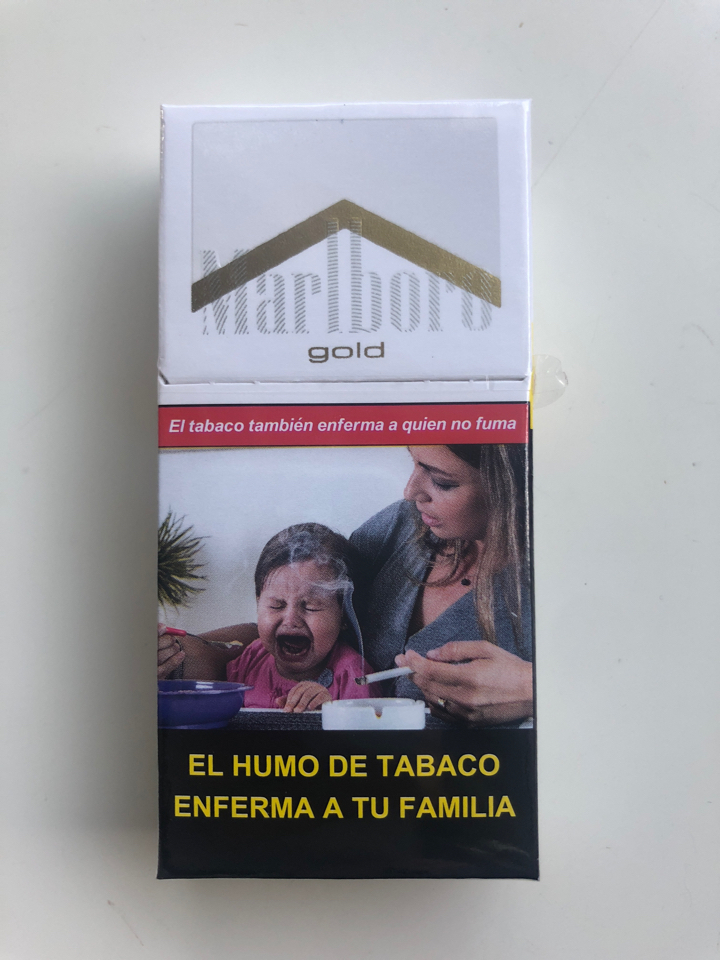 Marlboro
gold
El tabaco también enferma a quien no fuma
EL HUMO DE TABACO
ENFERMA A TU FAMILIA